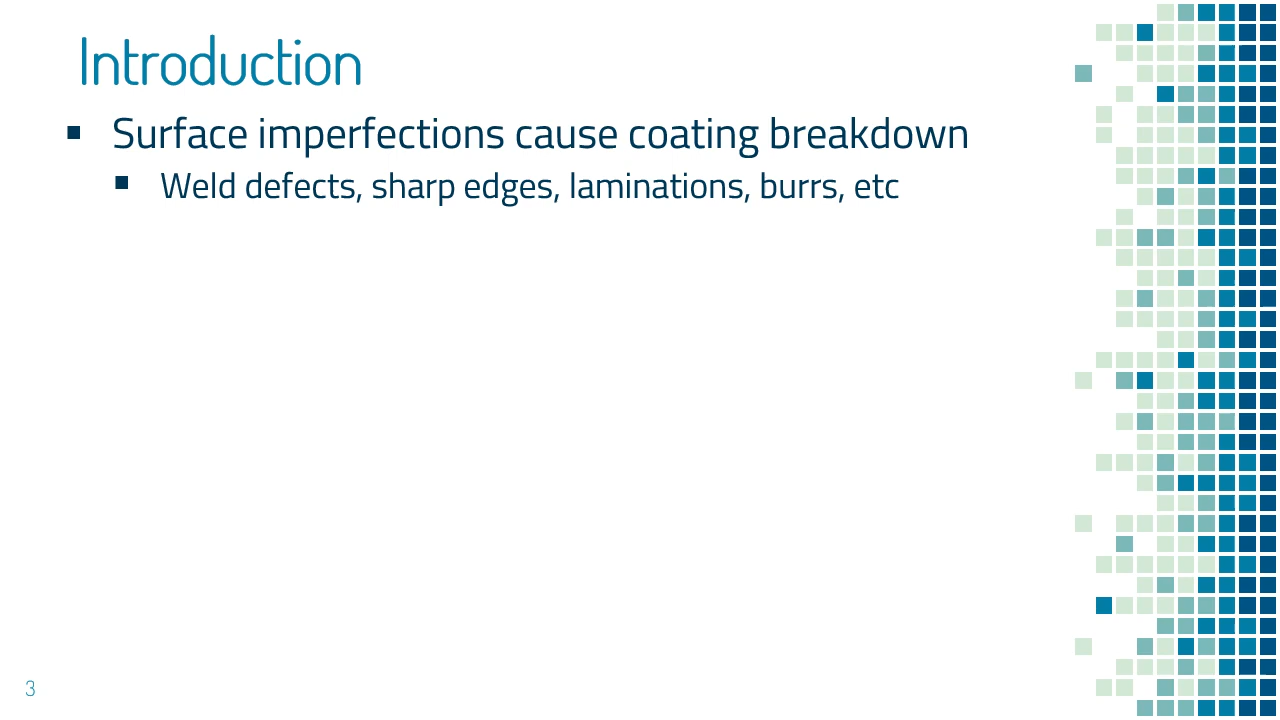 Introduction
Surface imperfections cause coating breakdown
Weld defects, sharp edges, laminations, burrs, etc
3